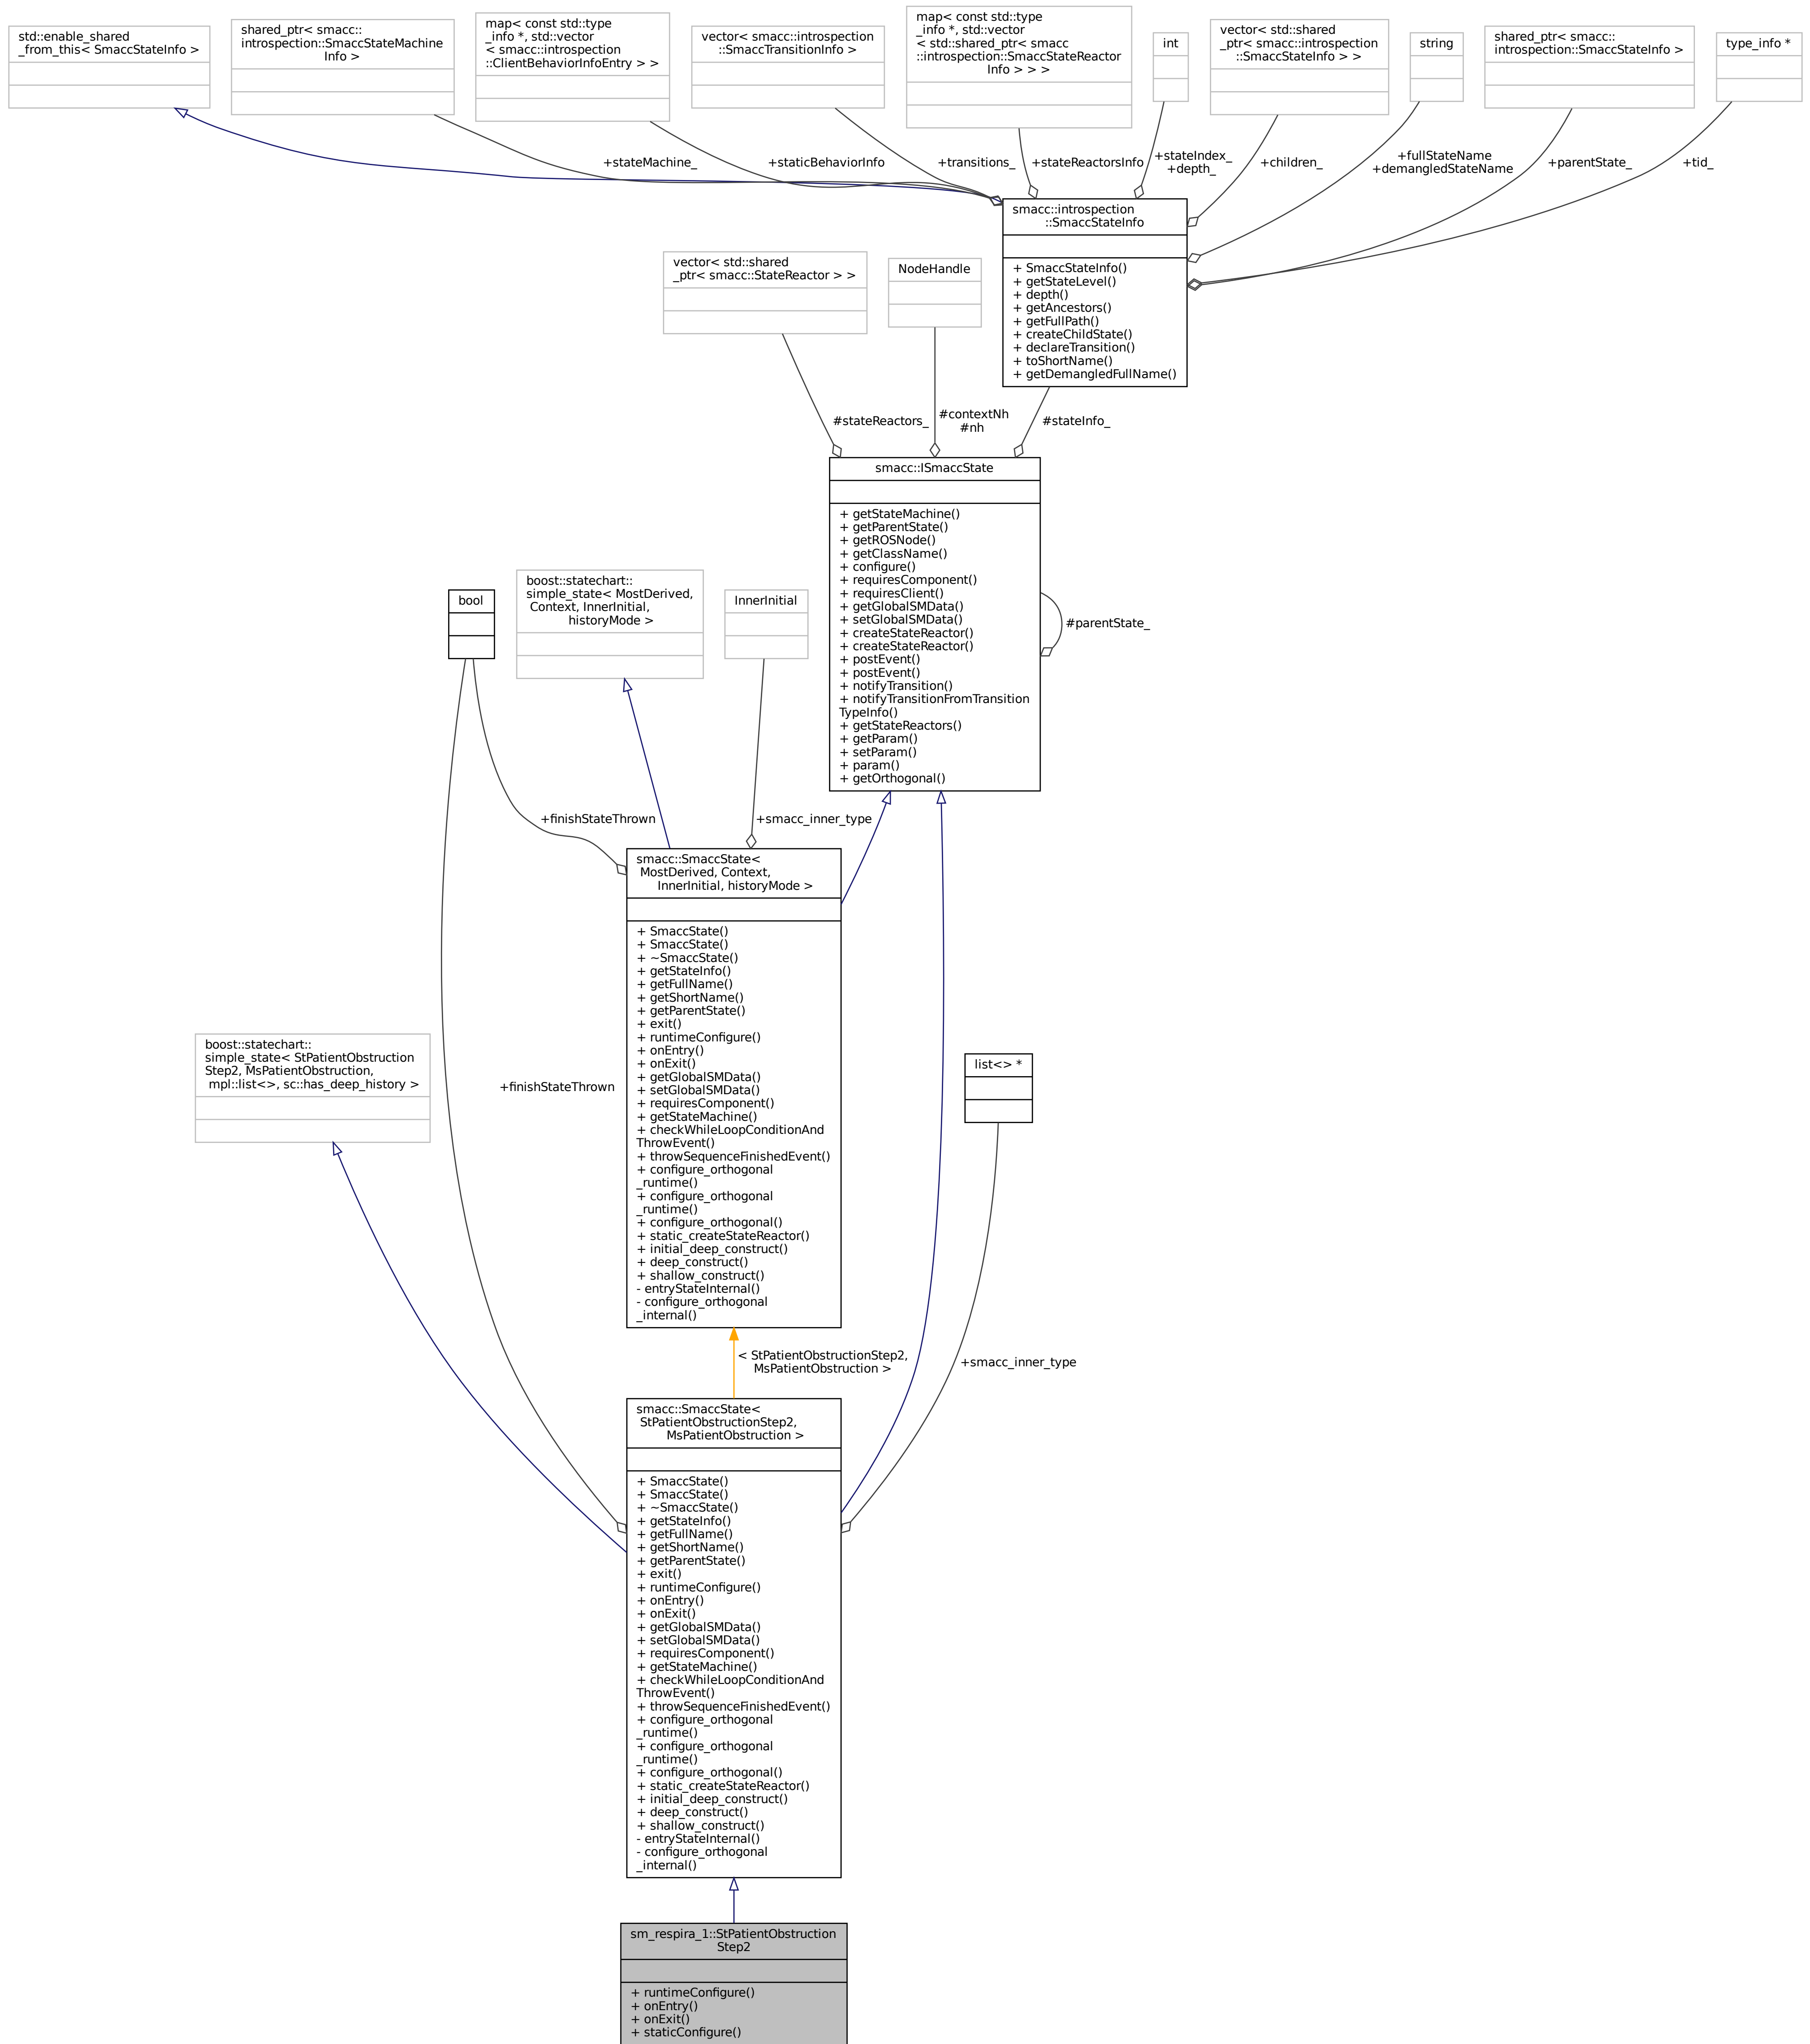 std::enable_shared
_from_this< SmaccStateInfo >
shared_ptr< smacc::
introspection::SmaccStateMachine
Info >
map< const std::type
_info *, std::vector
< smacc::introspection
::ClientBehaviorInfoEntry > >
vector< smacc::introspection
::SmaccTransitionInfo >
map< const std::type
_info *, std::vector
< std::shared_ptr< smacc
::introspection::SmaccStateReactor
Info > > >
int
vector< std::shared
_ptr< smacc::introspection
::SmaccStateInfo > >
string
shared_ptr< smacc::
introspection::SmaccStateInfo >
type_info *
+stateMachine_
+staticBehaviorInfo
+transitions_
+stateReactorsInfo
+stateIndex_
+depth_
+children_
+fullStateName
+demangledStateName
+parentState_
+tid_
smacc::introspection
::SmaccStateInfo
+ SmaccStateInfo()
+ getStateLevel()
+ depth()
+ getAncestors()
+ getFullPath()
+ createChildState()
+ declareTransition()
+ toShortName()
+ getDemangledFullName()
vector< std::shared
_ptr< smacc::StateReactor > >
NodeHandle
#stateReactors_
#contextNh
#nh
#stateInfo_
smacc::ISmaccState
+ getStateMachine()
+ getParentState()
+ getROSNode()
+ getClassName()
+ configure()
+ requiresComponent()
+ requiresClient()
+ getGlobalSMData()
+ setGlobalSMData()
+ createStateReactor()
+ createStateReactor()
+ postEvent()
+ postEvent()
+ notifyTransition()
+ notifyTransitionFromTransition
TypeInfo()
+ getStateReactors()
+ getParam()
+ setParam()
+ param()
+ getOrthogonal()
#parentState_
bool
boost::statechart::
simple_state< MostDerived,
Context, InnerInitial,
historyMode >
InnerInitial
+finishStateThrown
+smacc_inner_type
smacc::SmaccState<
MostDerived, Context,
InnerInitial, historyMode >
+ SmaccState()
+ SmaccState()
+ ~SmaccState()
+ getStateInfo()
+ getFullName()
+ getShortName()
+ getParentState()
+ exit()
+ runtimeConfigure()
+ onEntry()
+ onExit()
+ getGlobalSMData()
+ setGlobalSMData()
+ requiresComponent()
+ getStateMachine()
+ checkWhileLoopConditionAnd
ThrowEvent()
+ throwSequenceFinishedEvent()
+ configure_orthogonal
_runtime()
+ configure_orthogonal
_runtime()
+ configure_orthogonal()
+ static_createStateReactor()
+ initial_deep_construct()
+ deep_construct()
+ shallow_construct()
- entryStateInternal()
- configure_orthogonal
_internal()
boost::statechart::
simple_state< StPatientObstruction
Step2, MsPatientObstruction,
mpl::list<>, sc::has_deep_history >
+finishStateThrown
list<> *
< StPatientObstructionStep2,
MsPatientObstruction >
+smacc_inner_type
smacc::SmaccState<
StPatientObstructionStep2,
MsPatientObstruction >
+ SmaccState()
+ SmaccState()
+ ~SmaccState()
+ getStateInfo()
+ getFullName()
+ getShortName()
+ getParentState()
+ exit()
+ runtimeConfigure()
+ onEntry()
+ onExit()
+ getGlobalSMData()
+ setGlobalSMData()
+ requiresComponent()
+ getStateMachine()
+ checkWhileLoopConditionAnd
ThrowEvent()
+ throwSequenceFinishedEvent()
+ configure_orthogonal
_runtime()
+ configure_orthogonal
_runtime()
+ configure_orthogonal()
+ static_createStateReactor()
+ initial_deep_construct()
+ deep_construct()
+ shallow_construct()
- entryStateInternal()
- configure_orthogonal
_internal()
sm_respira_1::StPatientObstruction
Step2
+ runtimeConfigure()
+ onEntry()
+ onExit()
+ staticConfigure()